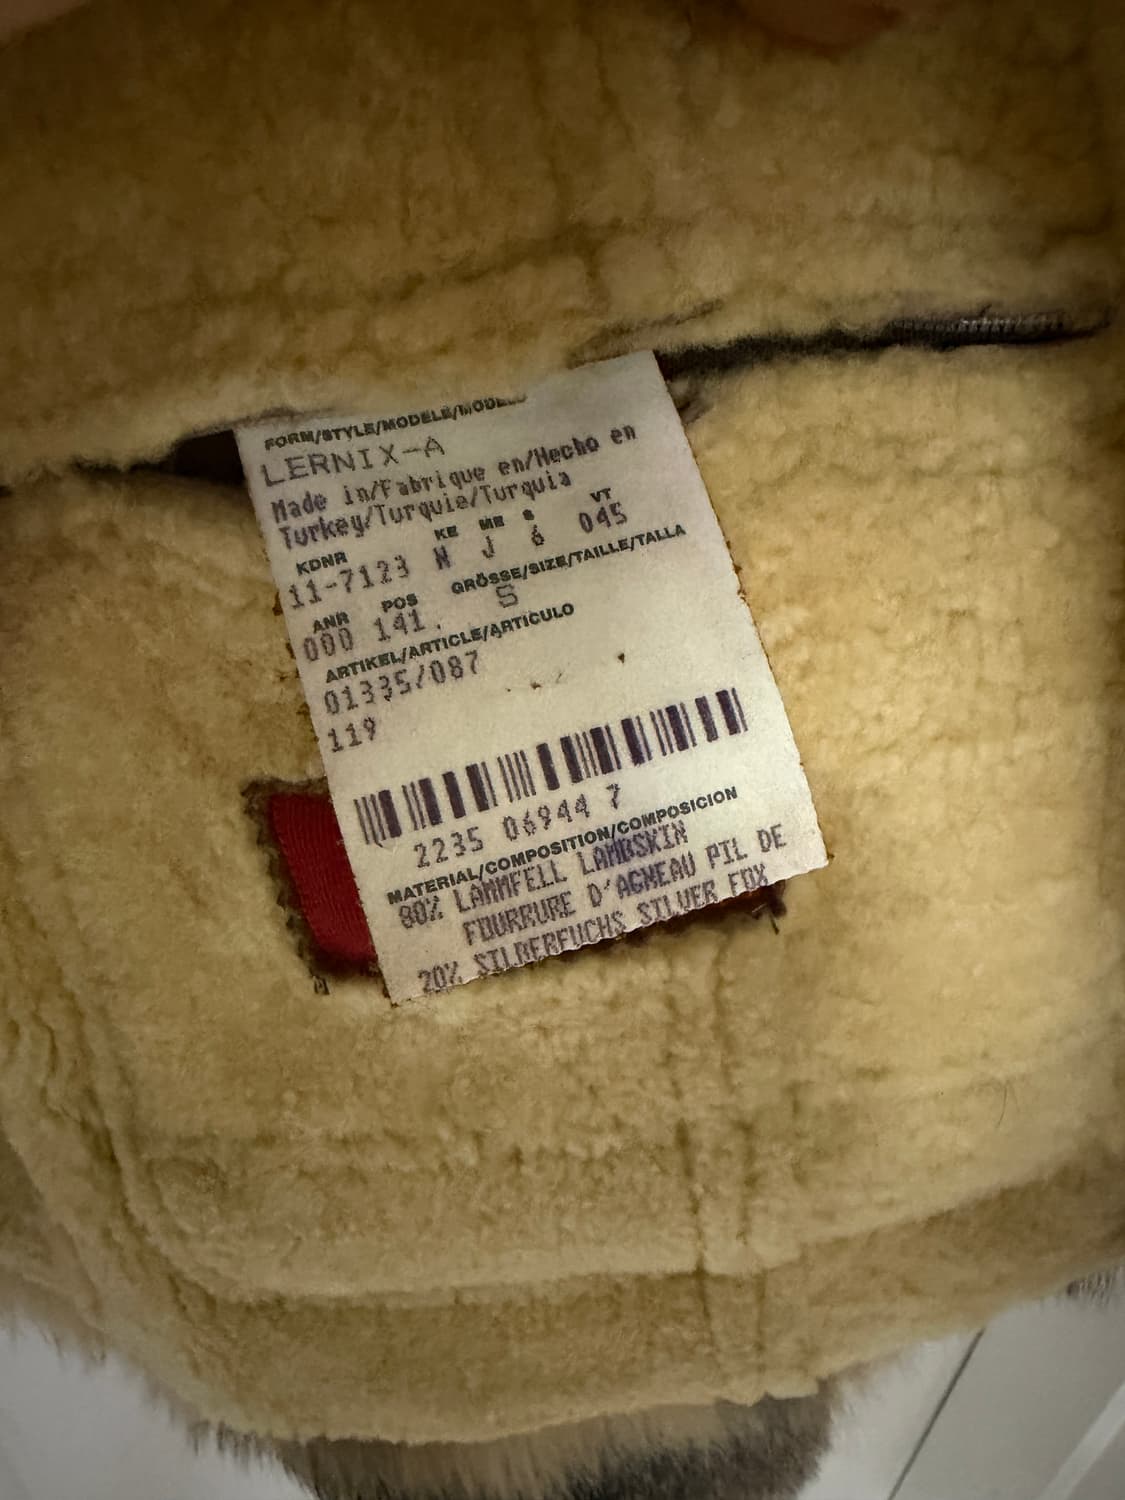 FORM/STYLE/MODELE/MODELO
LERNIX-A
Made in/Fabrique en/Hecho en
Turkey/Turquie/Turquia
KDNR KE ME S VT
11-7123 N J 6 045
ANR POS GRÖSSE/SIZE/TAILLE/TALLA
000 141. S
ARTIKEL/ARTICLE/ARTICULO
01335/087
119
2235 06944 7
MATERIAL/COMPOSITION/COMPOSICION
80% LAMMFELL LAMBSKIN
FOURRURE D'AGNEAU PIL DE
20% SILBERFUCHS SILVER FOX